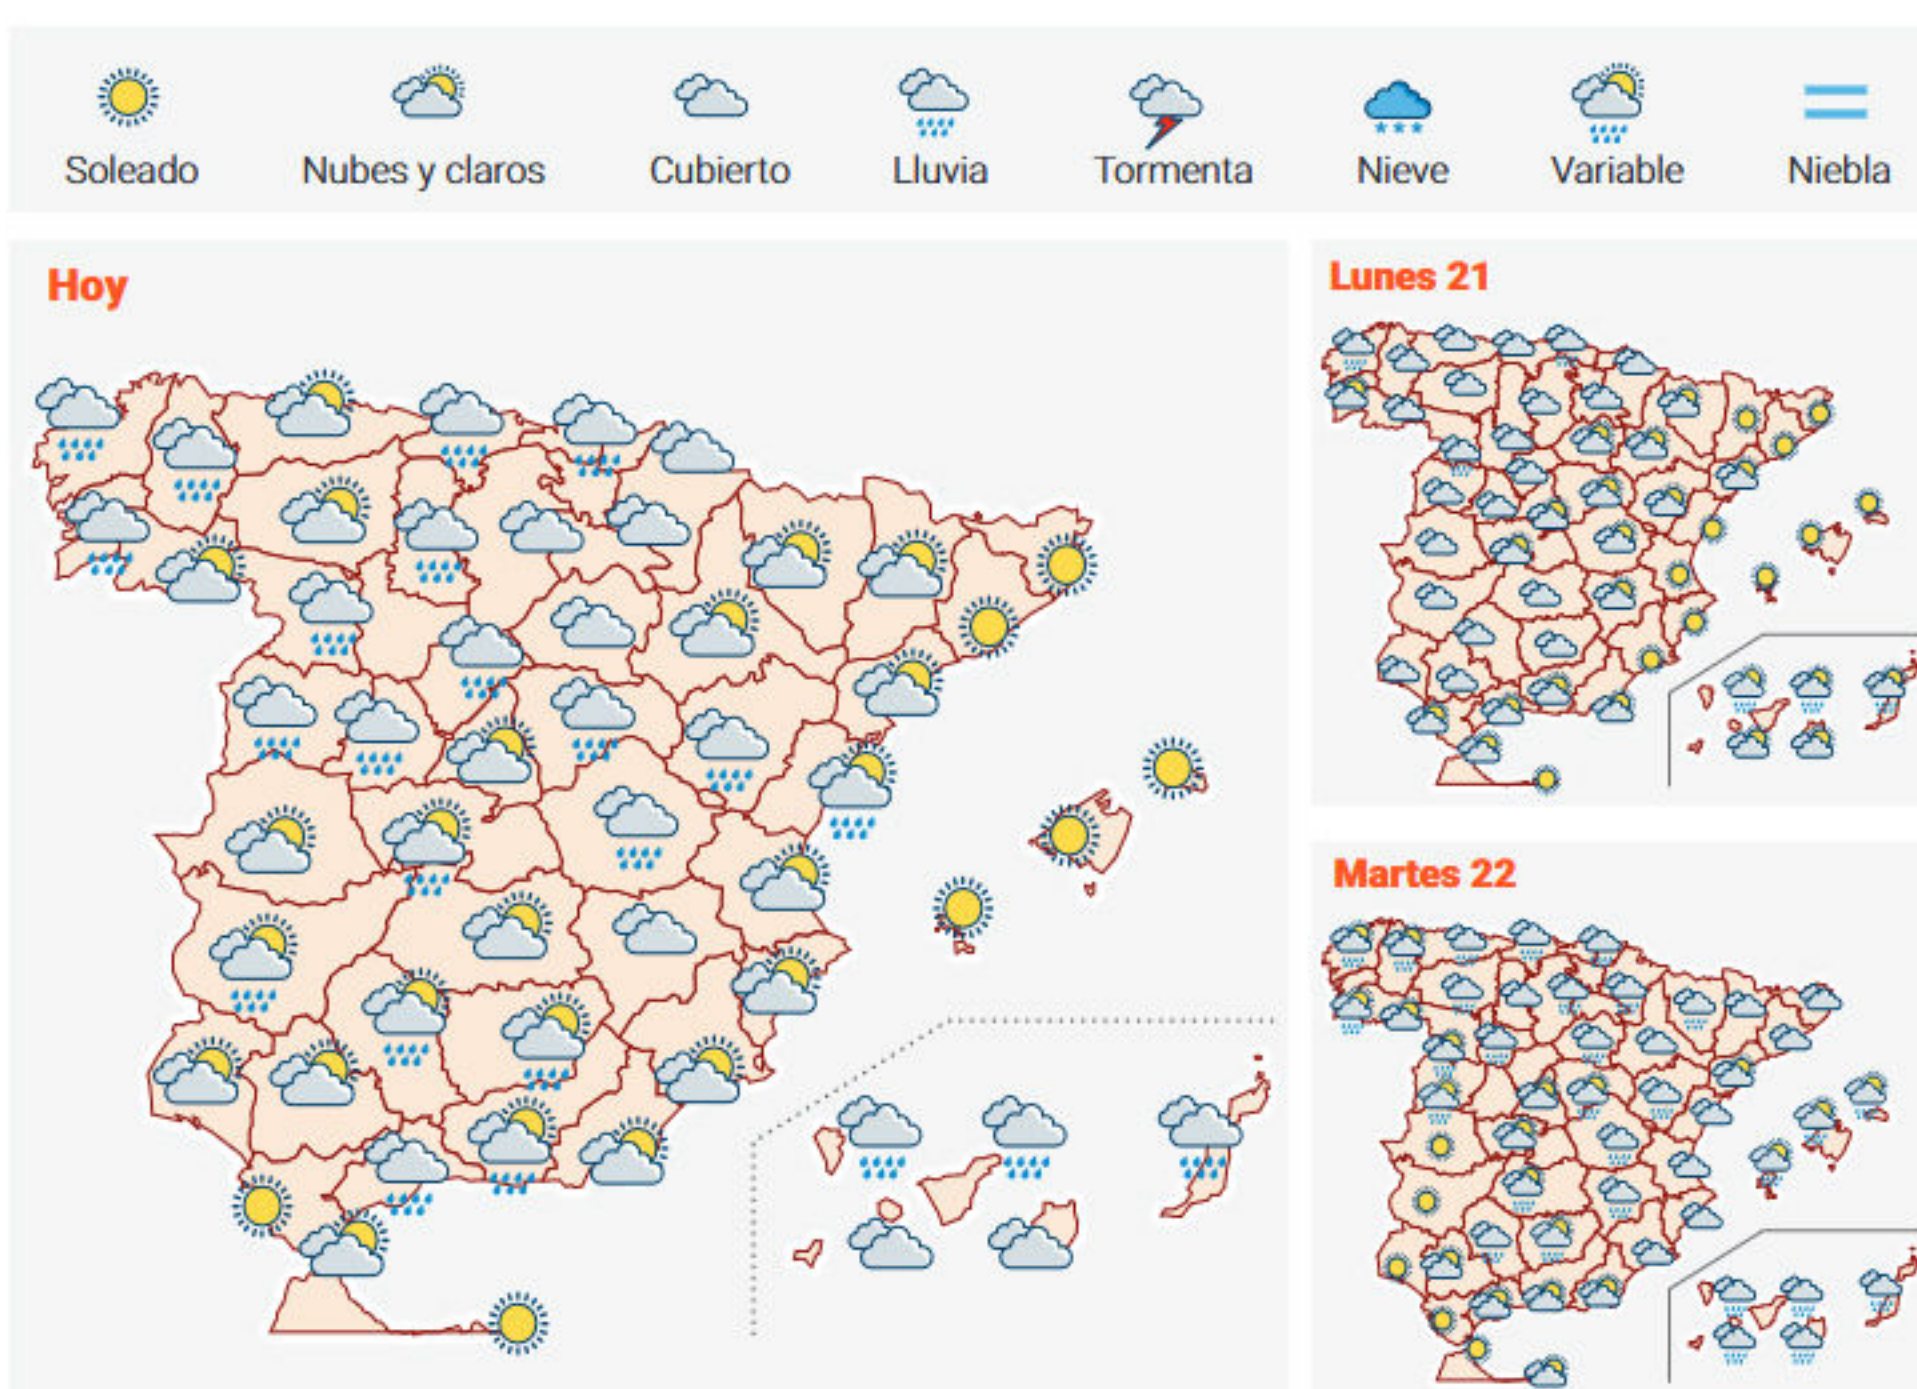 Soleado Nubes y claros Cubierto Lluvia Tormenta Nieve Variable Niebla
Hoy
Lunes 21
Martes 22